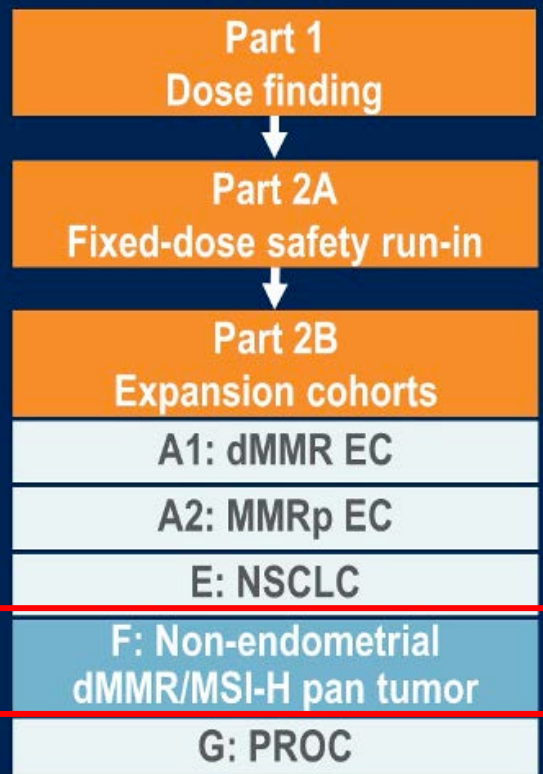 Part 1
Dose finding
Part 2A
Fixed-dose safety run-in
Part 2B
Expansion cohorts
A1: dMMR EC
A2: MMRp EC
E: NSCLC
F: Non-endometrial
dMMR/MSI-H pan tumor
G: PROC